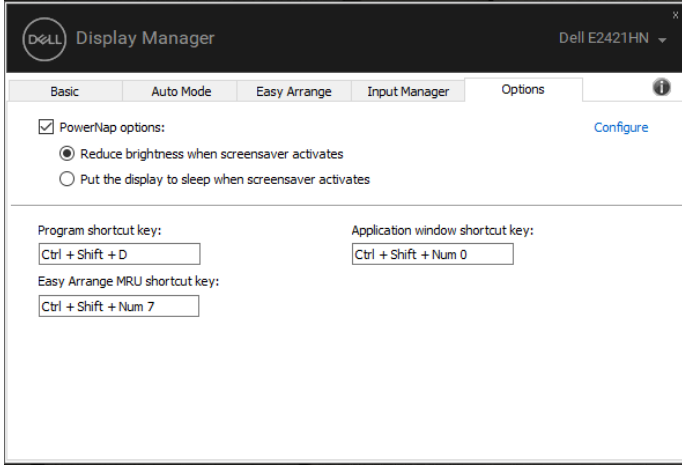 x
DELL Display Manager
Dell E2421HN
Basic Auto Mode Easy Arrange Input Manager Options
PowerNap options:
Configure
Reduce brightness when screensaver activates
Put the display to sleep when screensaver activates
Program shortcut key:
Application window shortcut key:
Ctrl + Shift + D
Ctrl + Shift + Num 0
Easy Arrange MRU shortcut key:
Ctrl + Shift + Num 7